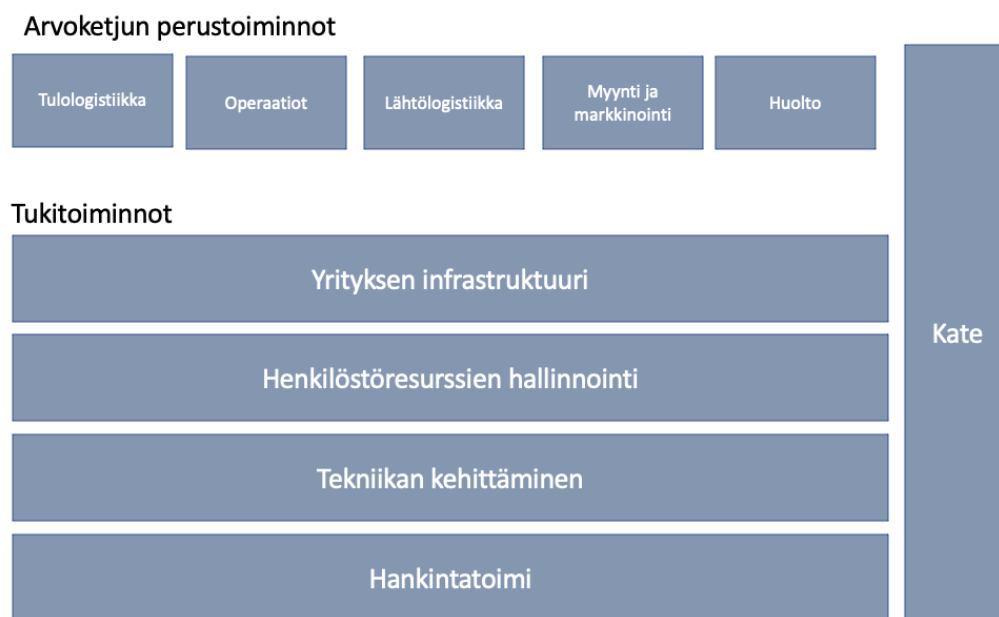 Arvoketjun perustoiminnot
Tulologistiikka
Operaatiot
Lähtölogistiikka
Myynti ja
markkinointi
Huolto
Tukitoiminnot
Yrityksen infrastruktuuri
Henkilöstöresurssien hallinnointi
Tekniikan kehittäminen
Hankintatoimi
Kate